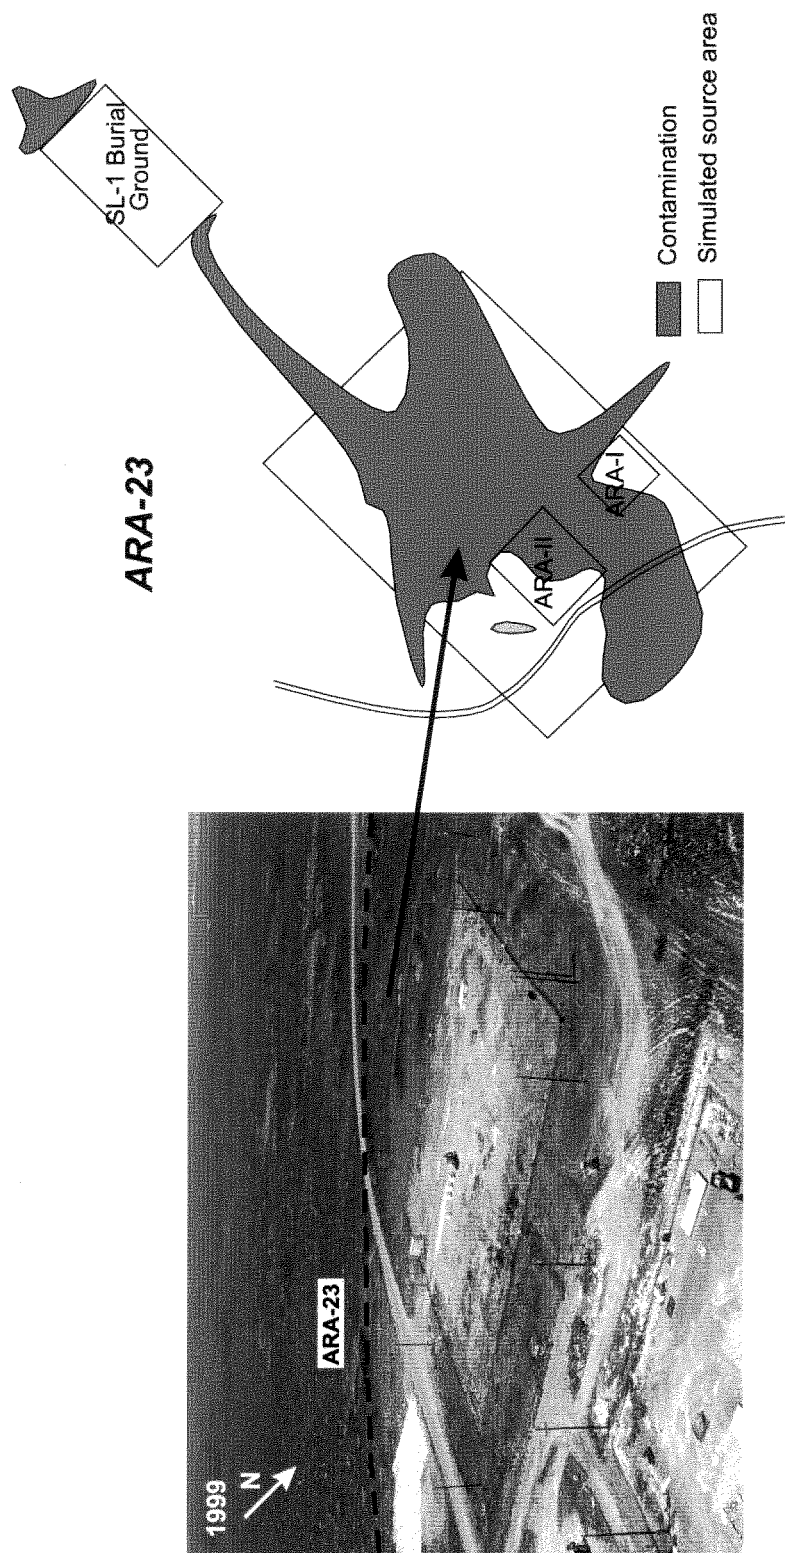 ARA-23
1999
N
ARA-23
SL-1 Burial
Ground
ARA-II
ARA-I
Contamination
Simulated source area